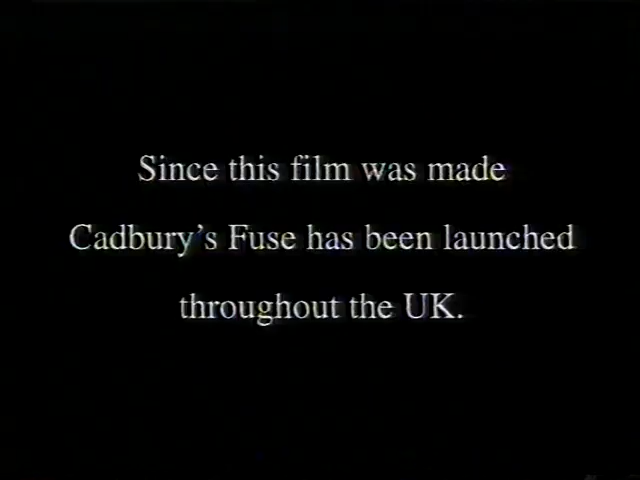 Since this film was made
Cadbury's Fuse has been launched
throughout the UK.